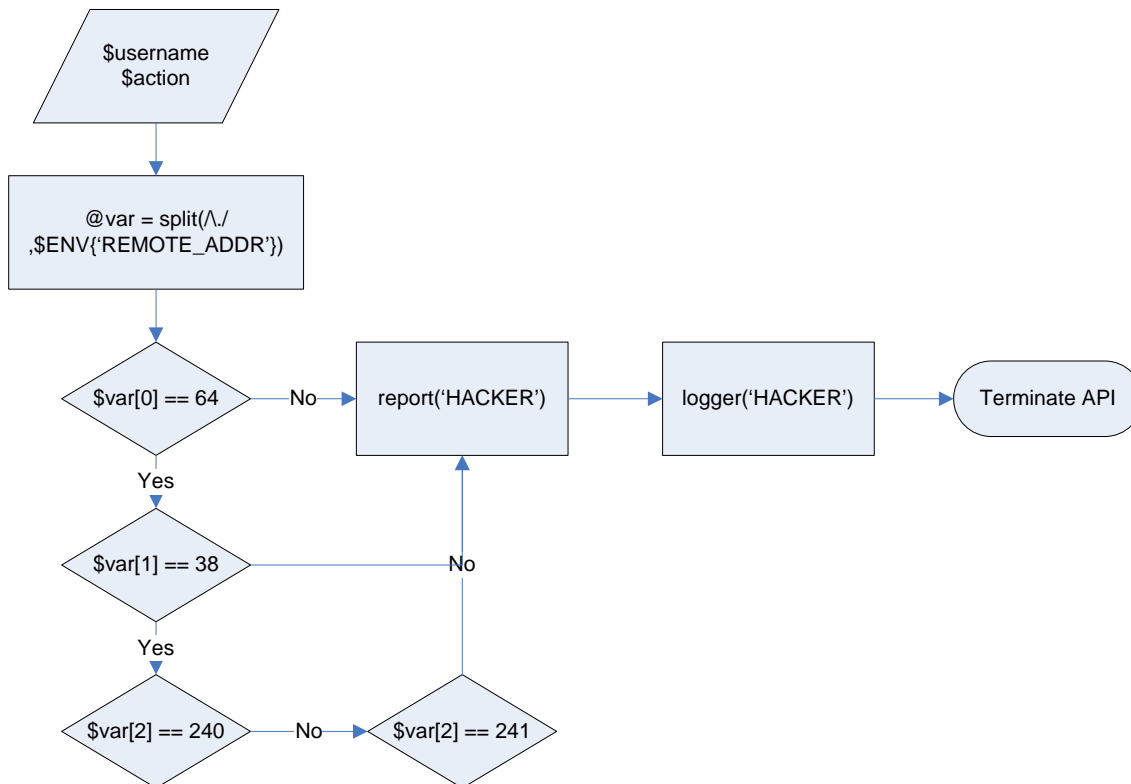 $username
$action
@var = split(/\./
,$ENV{‘REMOTE_ADDR’})
$var[0] == 64
No
report(‘HACKER’)
logger(‘HACKER’)
Terminate API
Yes
$var[1] == 38
No
Yes
$var[2] == 240
No
$var[2] == 241